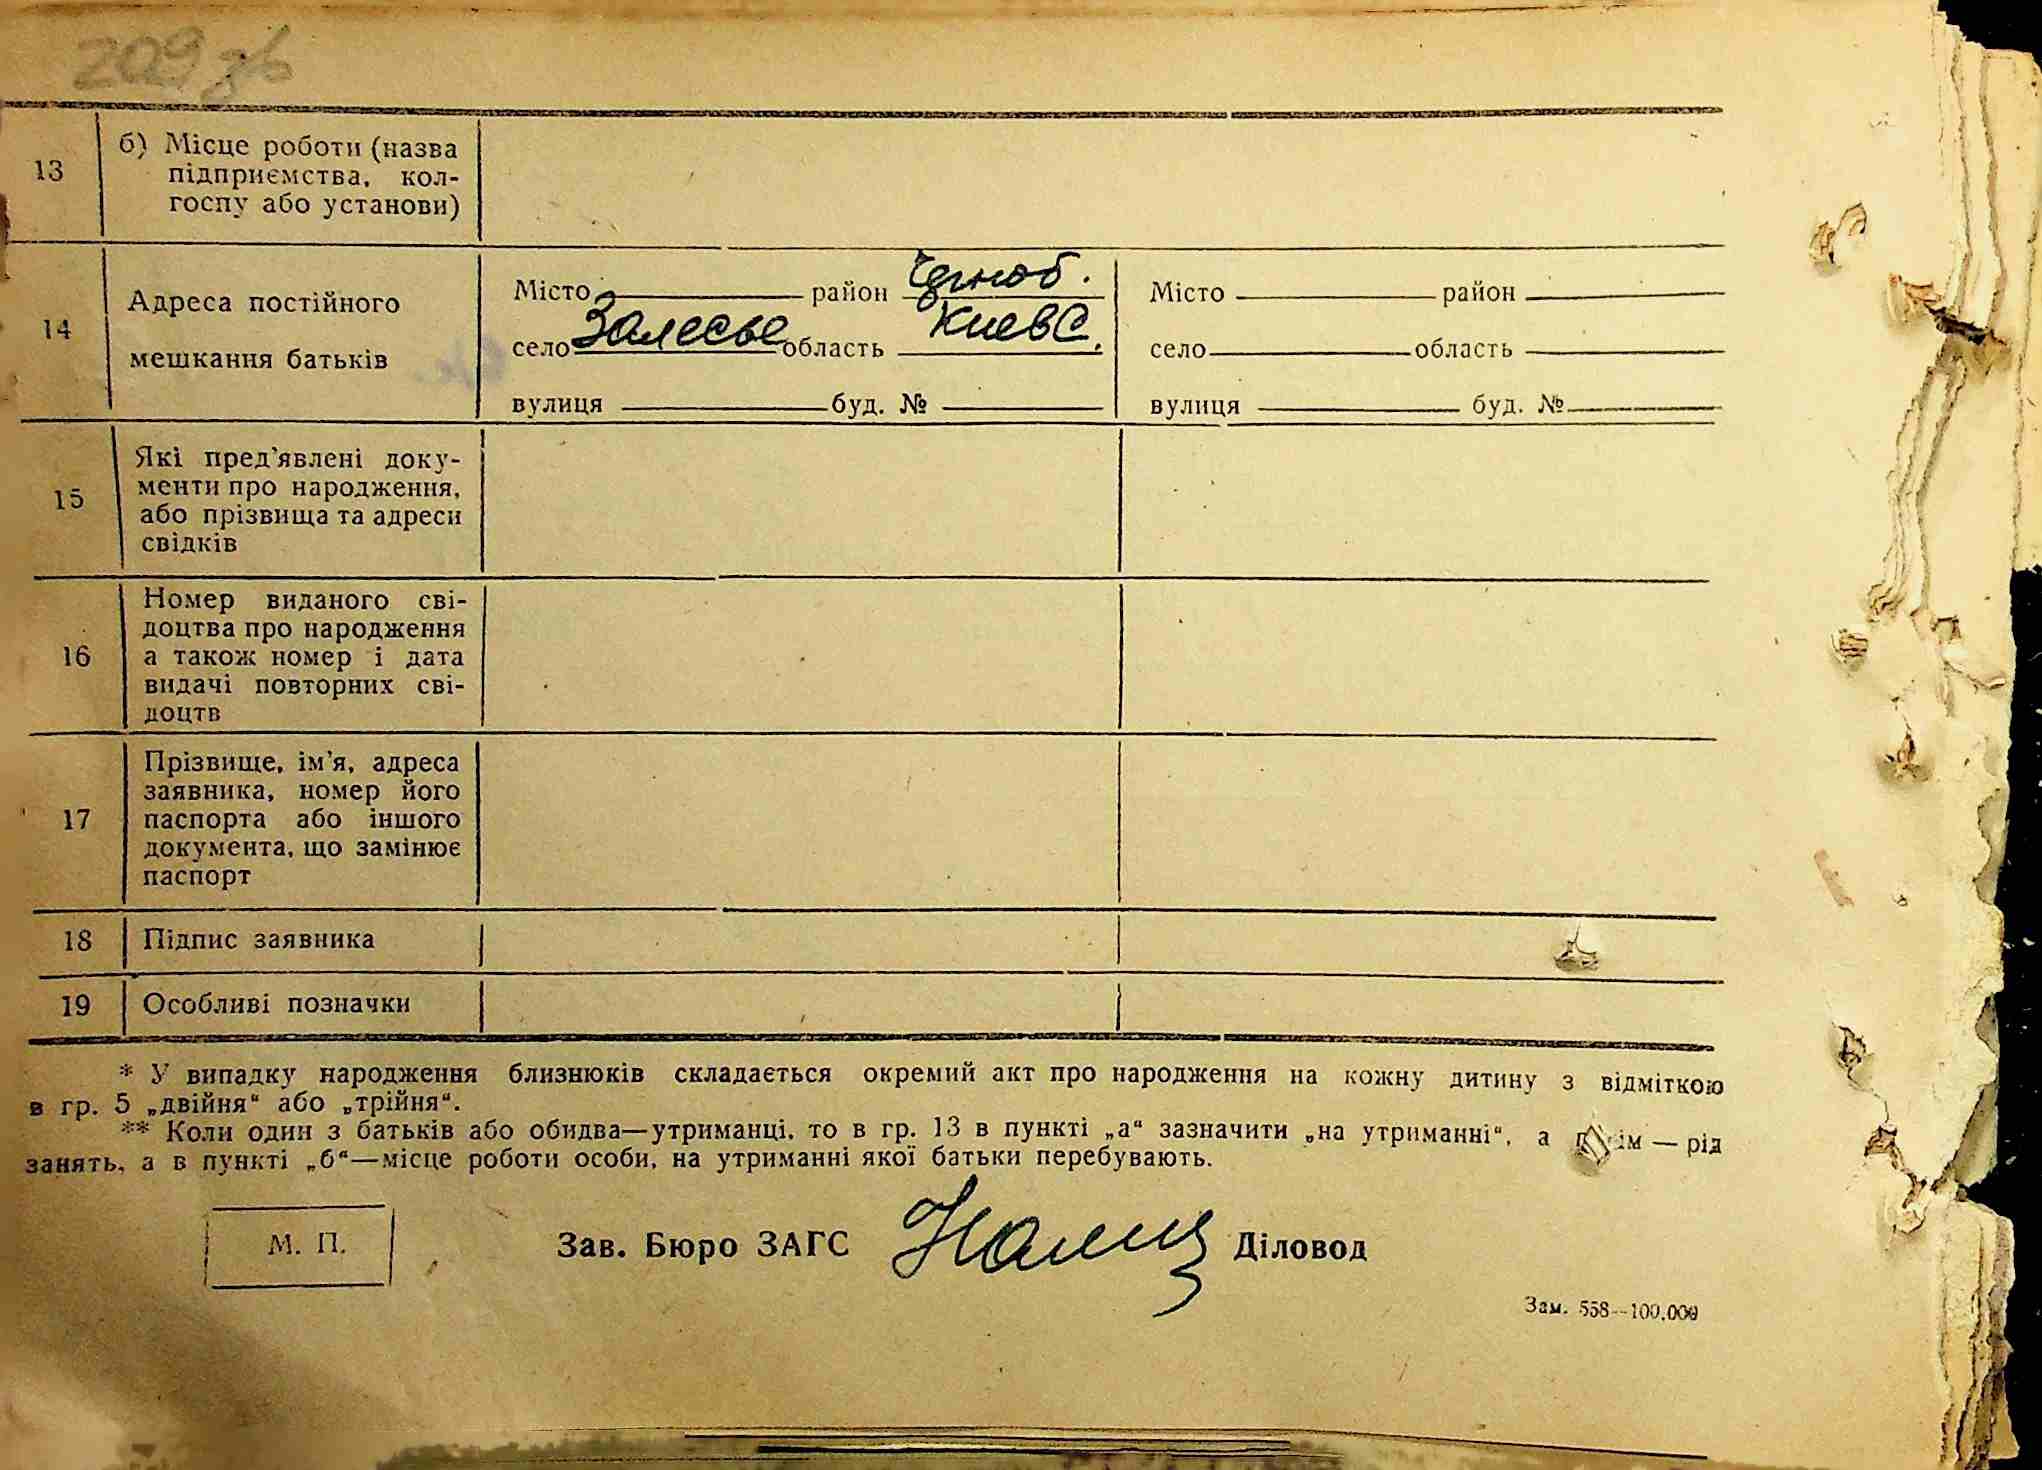 209 зв
13 б) Місце роботи (назва
підприємства, кол-
госпу або установи)
14 Адреса постійного
мешкання батьків
Місто район Черноб.
село Залесье область Киевс.
вулиця буд. №
Місто район
село область
вулиця буд. №
15 Які пред'явлені доку-
менти про народження,
або прізвища та адреси
свідків
16 Номер виданого сві-
доцтва про народження
а також номер і дата
видачі повторних сві-
доцтв
17 Прізвище, ім'я, адреса
заявника, номер його
паспорта або іншого
документа, що замінює
паспорт
18 Підпис заявника
19 Особливі позначки
* У випадку народження близнюків складається окремий акт про народження на кожну дитину з відміткою
в гр. 5 „двійня“ або „трійня“.
** Коли один з батьків або обидва—утриманці, то в гр. 13 в пункті „а“ зазначити „на утриманні“, а — рід
занять, а в пункті „б“—місце роботи особи, на утриманні якої батьки перебувають.
М. П. Зав. Бюро ЗАГС Діловод
Зам. 558—100.000